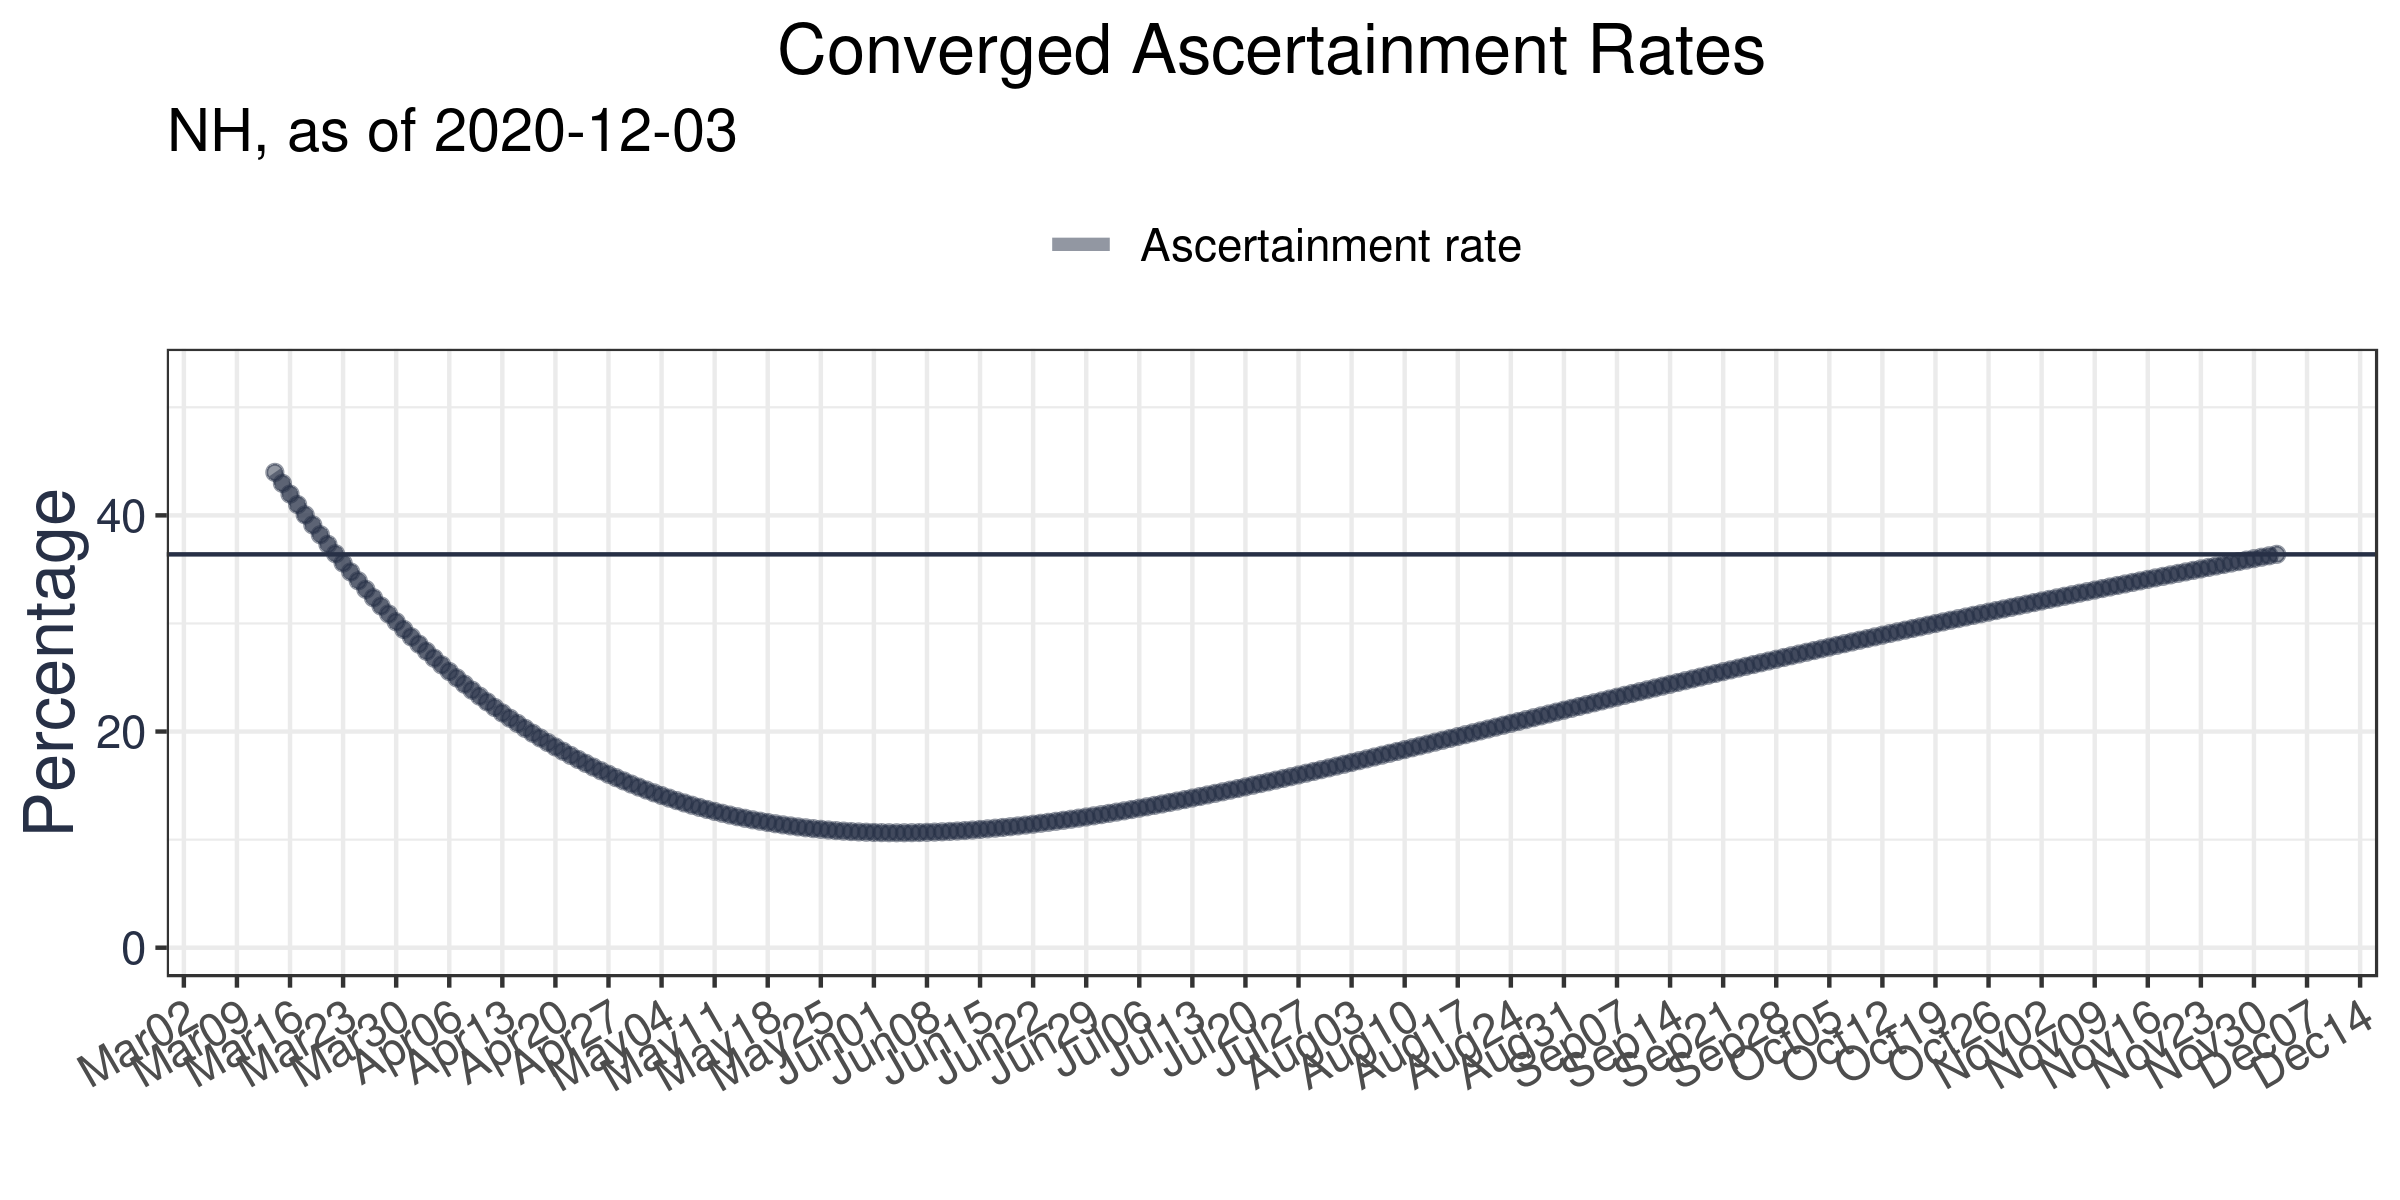 Converged Ascertainment Rates
NH, as of 2020-12-03
Ascertainment rate
Percentage
40
20
0
Mar02
Mar09
Mar16
Mar23
Mar30
Apr06
Apr13
Apr20
Apr27
May04
May11
May18
May25
Jun01
Jun08
Jun15
Jun22
Jun29
Jul06
Jul13
Jul20
Jul27
Aug03
Aug10
Aug17
Aug24
Aug31
Sep07
Sep14
Sep21
Sep28
Oct05
Oct12
Oct19
Oct26
Nov02
Nov09
Nov16
Nov23
Nov30
Dec07
Dec14